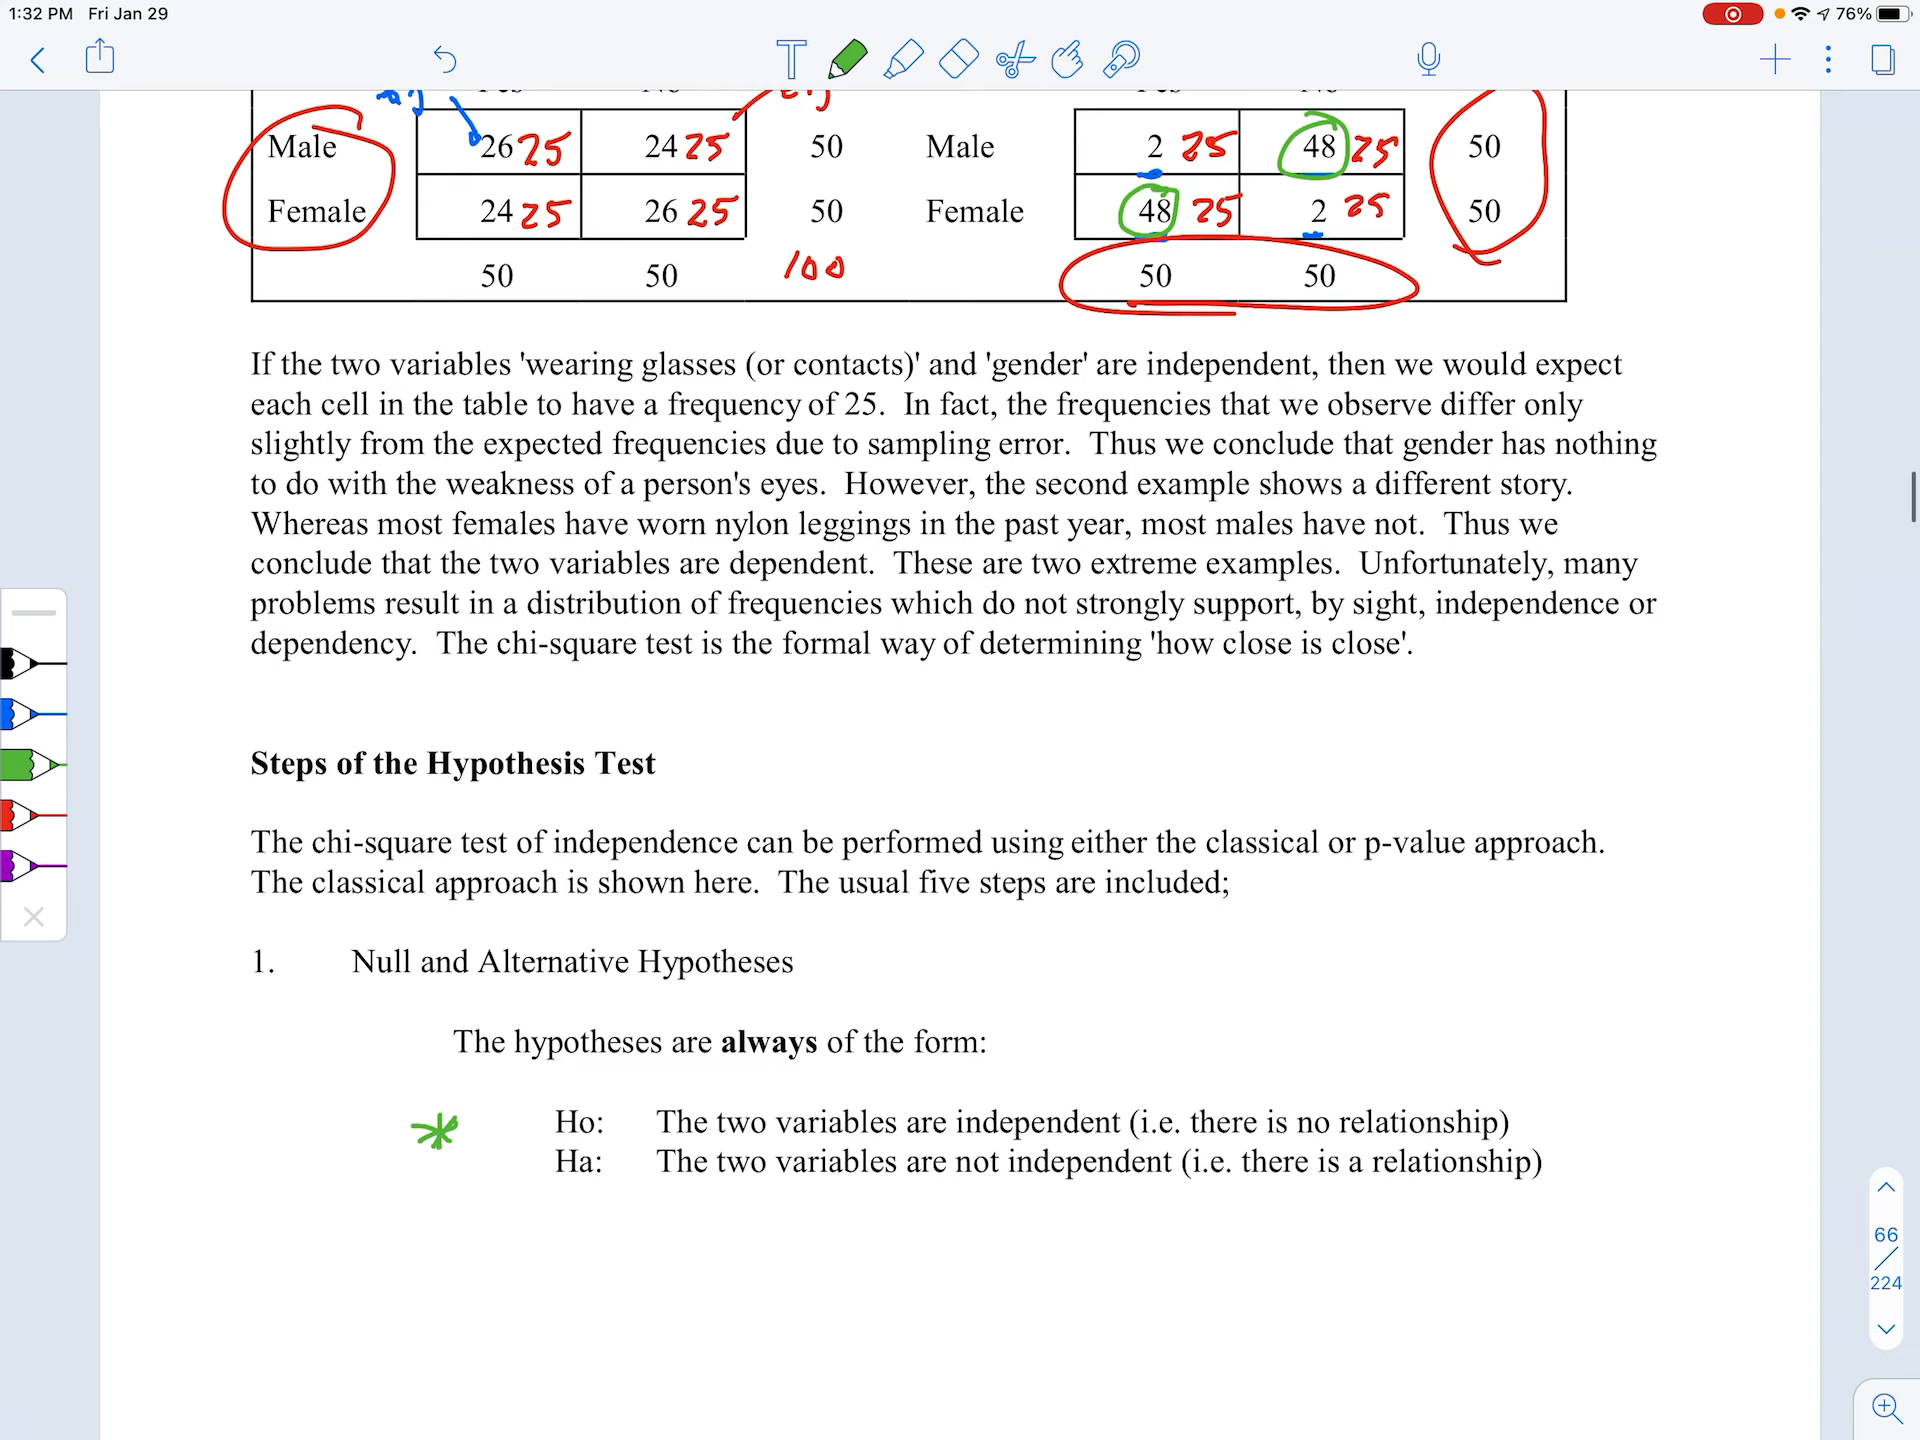 1:32 PM Fri Jan 29 76%
Male 26 25 24 25 50 Male 2 25 48 25 50
Female 24 25 26 25 50 Female 48 25 2 25 50
50 50 100 50 50
If the two variables 'wearing glasses (or contacts)' and 'gender' are independent, then we would expect
each cell in the table to have a frequency of 25. In fact, the frequencies that we observe differ only
slightly from the expected frequencies due to sampling error. Thus we conclude that gender has nothing
to do with the weakness of a person's eyes. However, the second example shows a different story.
Whereas most females have worn nylon leggings in the past year, most males have not. Thus we
conclude that the two variables are dependent. These are two extreme examples. Unfortunately, many
problems result in a distribution of frequencies which do not strongly support, by sight, independence or
dependency. The chi-square test is the formal way of determining 'how close is close'.
Steps of the Hypothesis Test
The chi-square test of independence can be performed using either the classical or p-value approach.
The classical approach is shown here. The usual five steps are included;
1. Null and Alternative Hypotheses
The hypotheses are always of the form:
Ho: The two variables are independent (i.e. there is no relationship)
Ha: The two variables are not independent (i.e. there is a relationship)
66
224